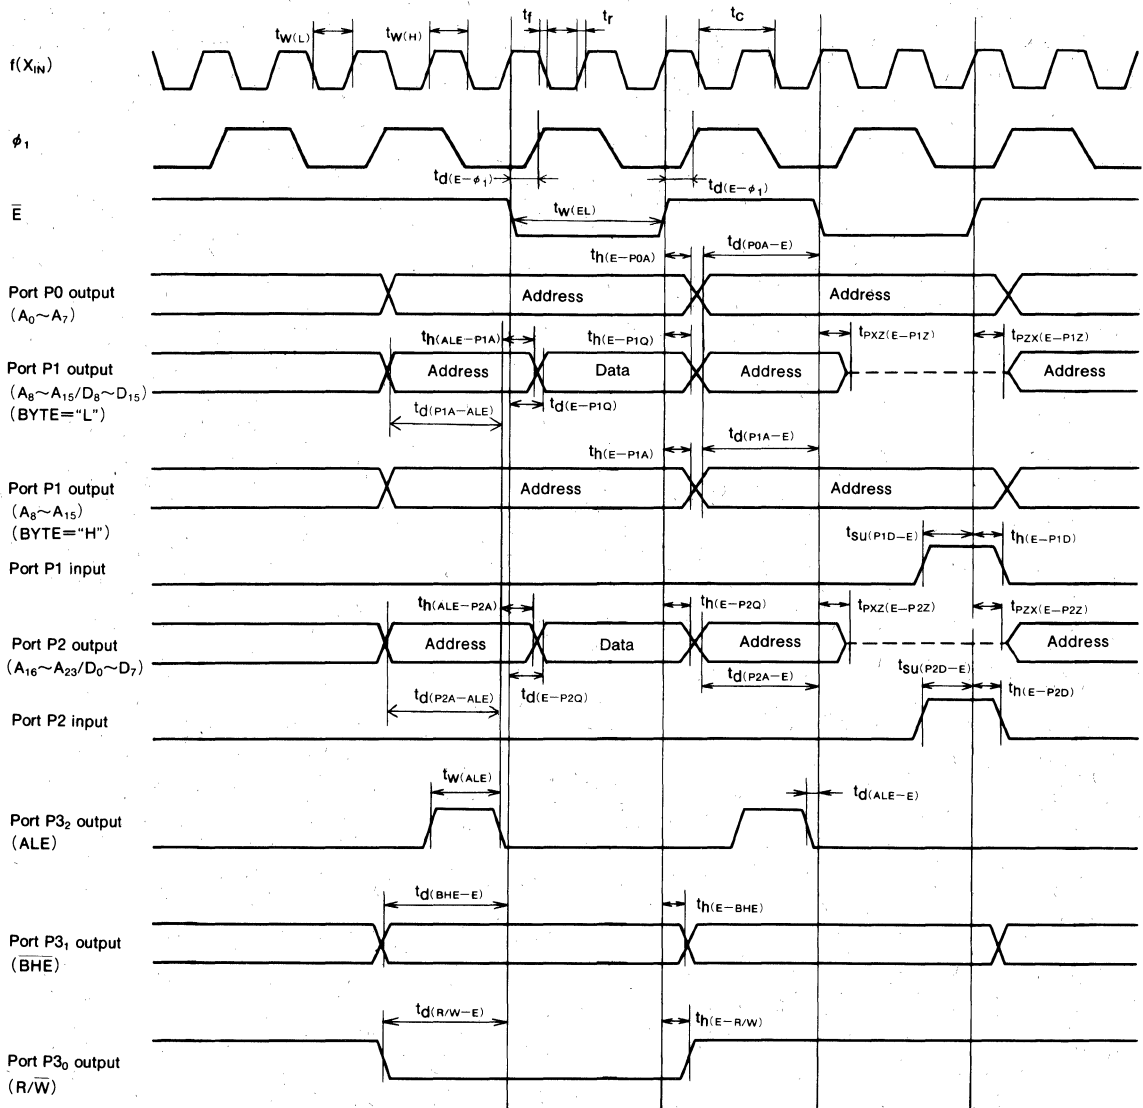 tf tr tC
tW(L) tW(H)
f(XIN)
ϕ1
td(E−ϕ1) td(E−ϕ1)
E̅ tW(EL)
td(P0A−E)
th(E−P0A)
Port P0 output Address Address
(A0∼A7)
th(ALE−P1A) th(E−P1Q) tPXZ(E−P1Z) tPZX(E−P1Z)
Port P1 output Address Data Address Address
(A8∼A15/D8∼D15)
(BYTE=“L”) td(P1A−ALE) td(E−P1Q)
th(E−P1A) td(P1A−E)
Port P1 output Address Address
(A8∼A15)
(BYTE=“H”)
tsu(P1D−E) th(E−P1D)
Port P1 input
th(ALE−P2A) th(E−P2Q) tPXZ(E−P2Z) tPZX(E−P2Z)
Port P2 output Address Data Address Address
(A16∼A23/D0∼D7)
td(P2A−E) tsu(P2D−E)
td(P2A−ALE) td(E−P2Q) th(E−P2D)
Port P2 input
tW(ALE) td(ALE−E)
Port P32 output
(ALE)
td(BHE−E) th(E−BHE)
Port P31 output
(B̅H̅E̅)
td(R/W−E) th(E−R/W)
Port P30 output
(R/W̅)